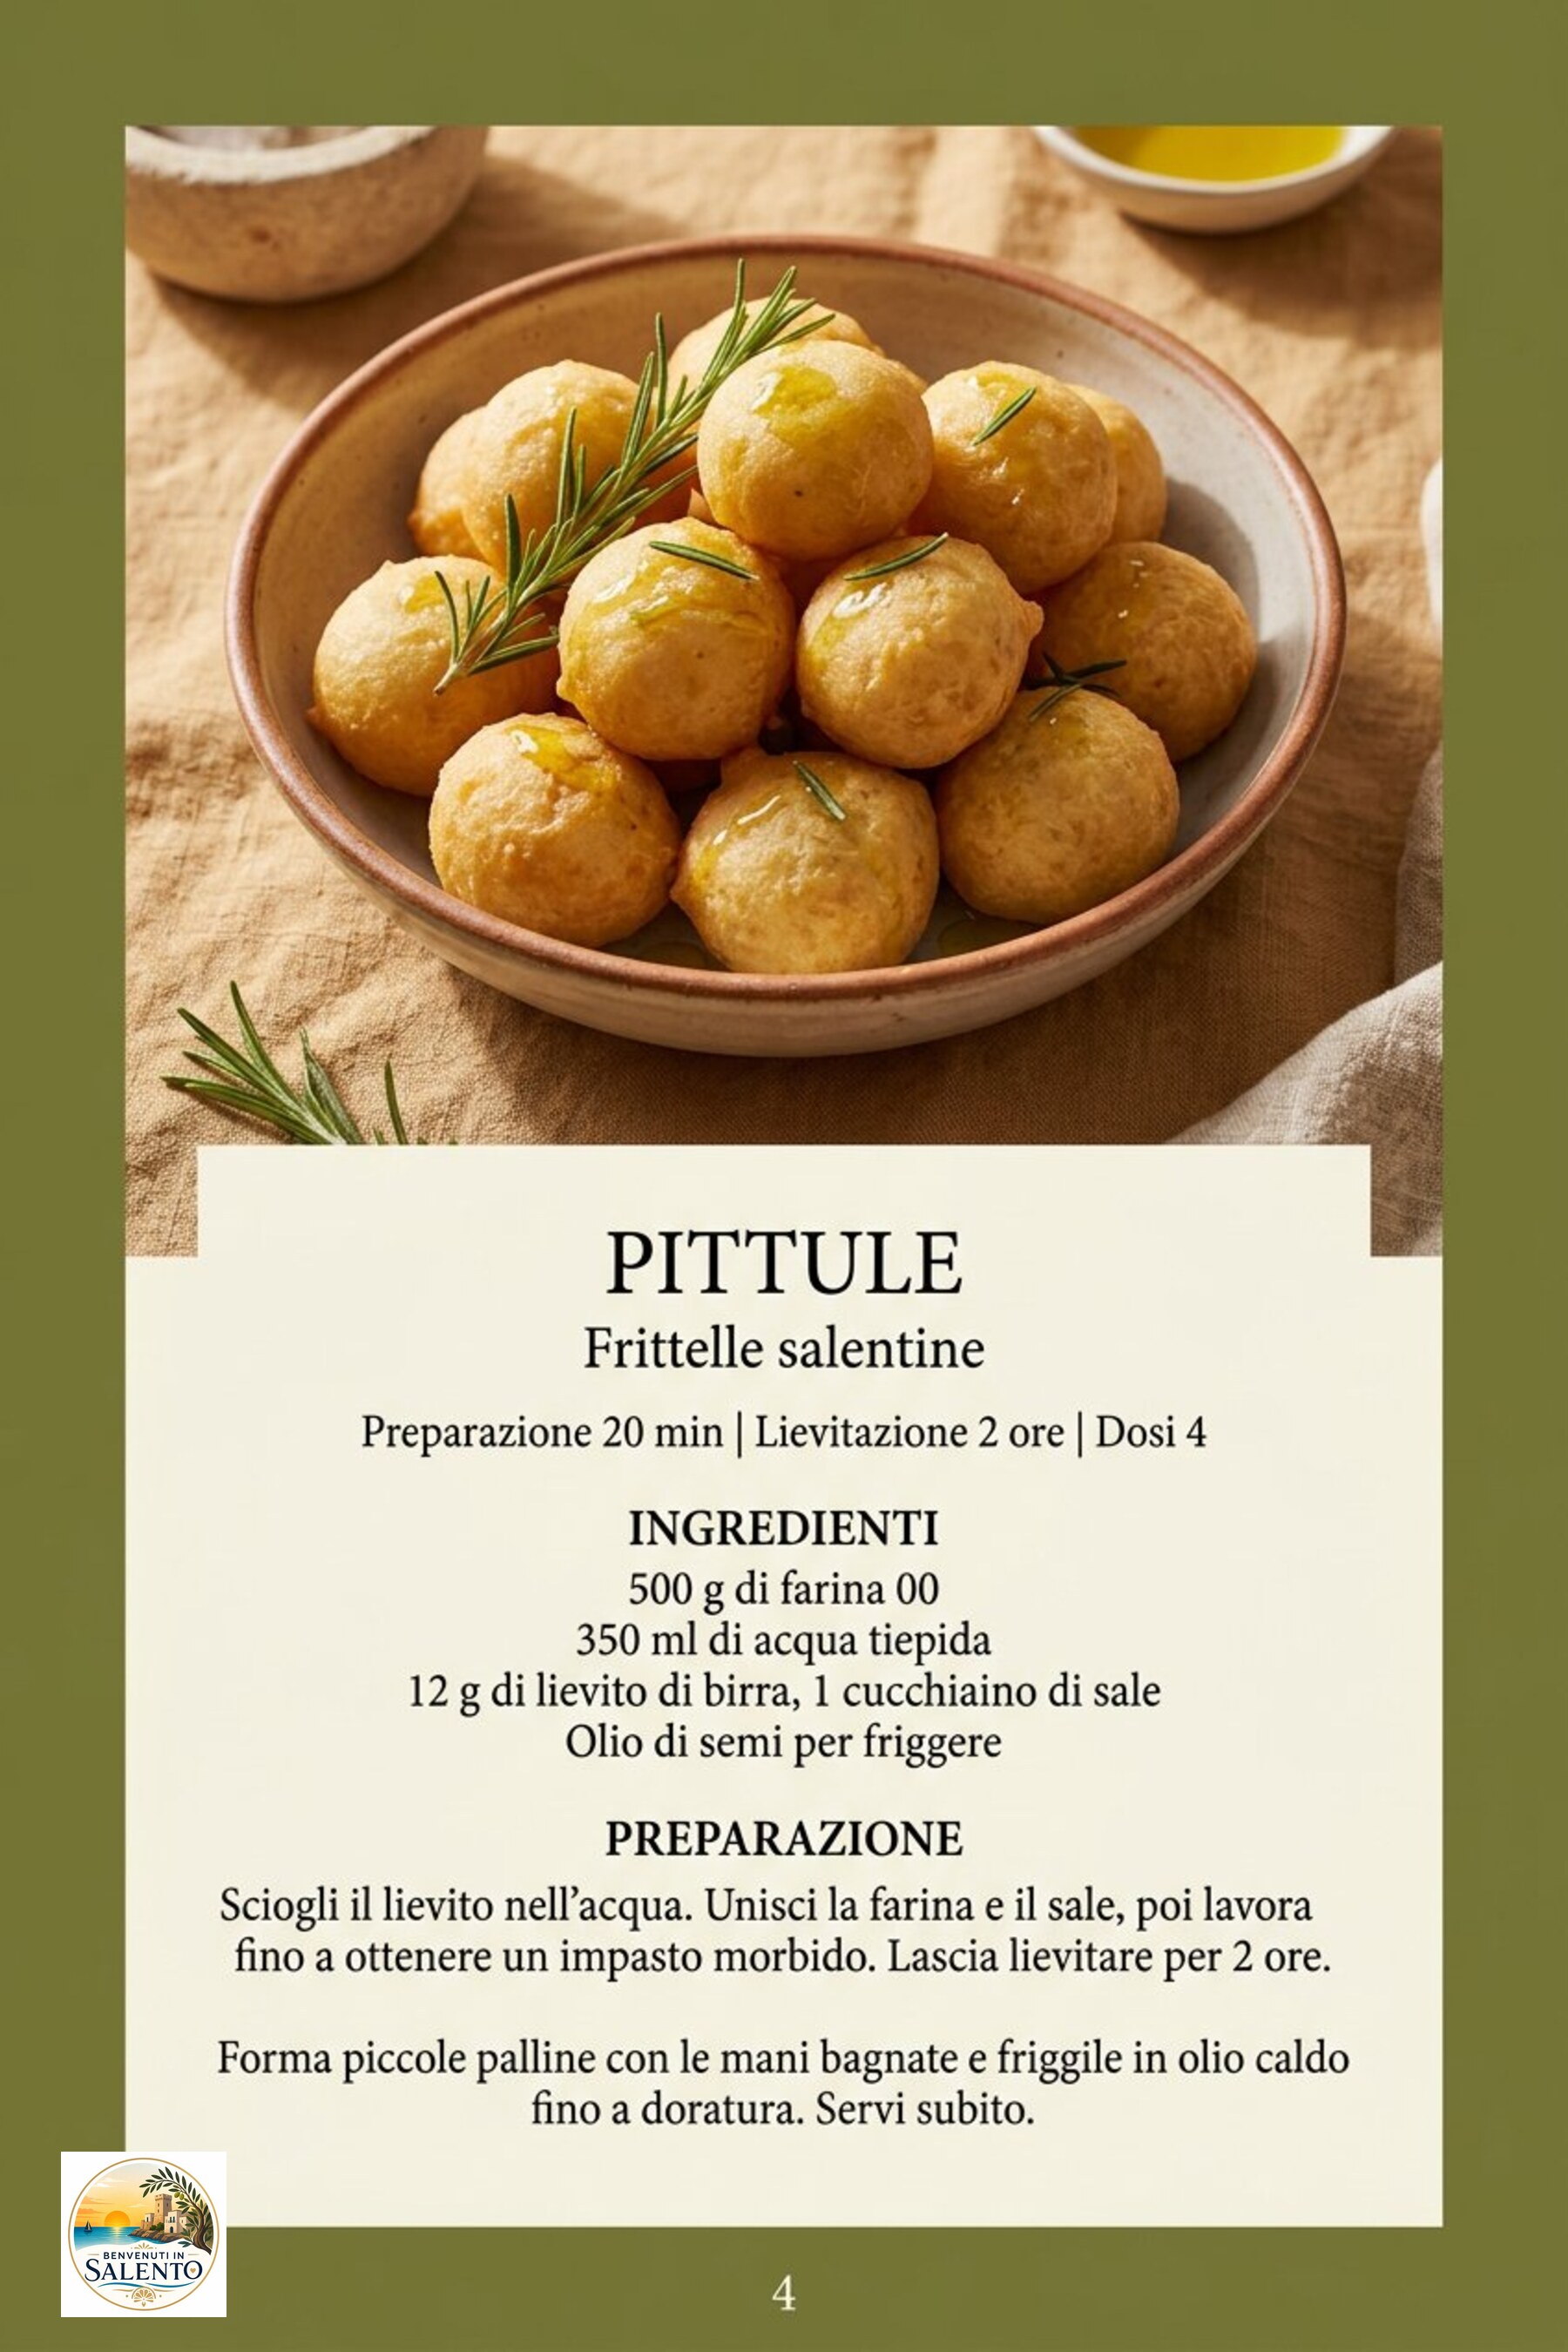 PITTULE
Frittelle salentine
Preparazione 20 min | Lievitazione 2 ore | Dosi 4
INGREDIENTI
500 g di farina 00
350 ml di acqua tiepida
12 g di lievito di birra, 1 cucchiaino di sale
Olio di semi per friggere
PREPARAZIONE
Sciogli il lievito nell’acqua. Unisci la farina e il sale, poi lavora
fino a ottenere un impasto morbido. Lascia lievitare per 2 ore.
Forma piccole palline con le mani bagnate e friggile in olio caldo
fino a doratura. Servi subito.
BENVENUTI IN
SALENTO
4